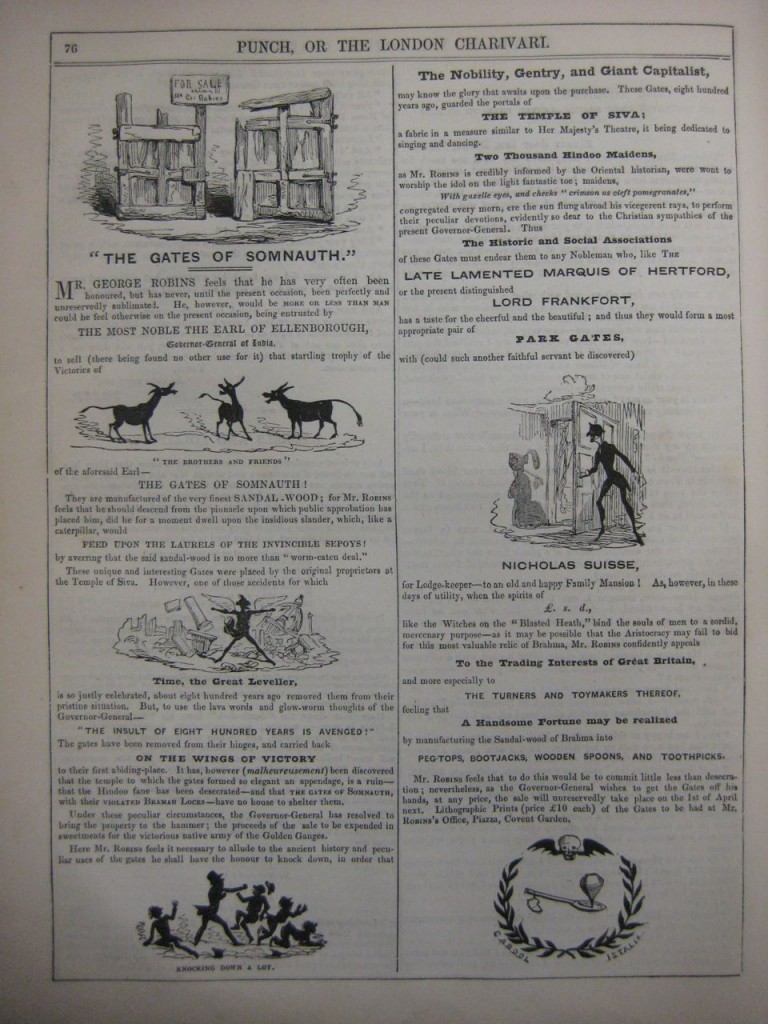 76
PUNCH, OR THE LONDON CHARIVARI.
FOR SALE
"THE GATES OF SOMNAUTH."
MR. GEORGE ROBINS feels that he has very often been
honoured, but has never, until the present occasion, been perfectly and
unreservedly sublimated. He, however, would be MORE OR LESS THAN MAN
could he feel otherwise on the present occasion, being entrusted by
THE MOST NOBLE THE EARL OF ELLENBOROUGH,
Governor-General of India,
to sell (there being found no other use for it) that startling trophy of the
Victories of
"THE BROTHERS AND FRIENDS"
of the aforesaid Earl—
THE GATES OF SOMNAUTH!
They are manufactured of the very finest SANDAL-WOOD; for Mr. ROBINS
feels that he should descend from the pinnacle upon which public approbation has
placed him, did he for a moment dwell upon the insidious slander, which, like a
caterpillar, would
FEED UPON THE LAURELS OF THE INVINCIBLE SEPOYS!
by averring that the said sandal-wood is no more than "worm-eaten deal."
These unique and interesting Gates were placed by the original proprietors at
the Temple of Siva. However, one of those accidents for which
Time, the Great Leveller,
is so justly celebrated, about eight hundred years ago removed them from their
pristine situation. But, to use the lava words and glow-worm thoughts of the
Governor-General—
"THE INSULT OF EIGHT HUNDRED YEARS IS AVENGED!"
The gates have been removed from their hinges, and carried back
ON THE WINGS OF VICTORY
to their first abiding-place. It has, however (malheureusement) been discovered
that the temple to which the gates formed so elegant an appendage, is a ruin—
that the Hindoo fane has been desecrated—and that THE GATES OF SOMNAUTH,
with their VIOLATED BRAMAH LOCKS—have no house to shelter them.
Under these peculiar circumstances, the Governor-General has resolved to
bring the property to the hammer; the proceeds of the sale to be expended in
sweetments for the victorious native army of the Golden Ganges.
Here Mr. ROBINS feels it necessary to allude to the ancient history and pecu-
liar uses of the gates he shall have the honour to knock down, in order that
KNOCKING DOWN A LOT.
The Nobility, Gentry, and Giant Capitalist,
may know the glory that awaits upon the purchase. These Gates, eight hundred
years ago, guarded the portals of
THE TEMPLE OF SIVA;
a fabric in a measure similar to Her Majesty's Theatre, it being dedicated to
singing and dancing.
Two Thousand Hindoo Maidens,
as Mr. ROBINS is credibly informed by the Oriental historian, were wont to
worship the idol on the light fantastic toe; maidens,
With gazelle eyes, and cheeks "crimson as cleft pomegranates,"
congregated every morn, ere the sun flung abroad his vicegerent rays, to perform
their peculiar devotions, evidently so dear to the Christian sympathies of the
present Governor-General. Thus
The Historic and Social Associations
of these Gates must endear them to any Nobleman who, like THE
LATE LAMENTED MARQUIS OF HERTFORD,
or the present distinguished
LORD FRANKFORT,
has a taste for the cheerful and the beautiful; and thus they would form a most
appropriate pair of
PARK GATES,
with (could such another faithful servant be discovered)
NICHOLAS SUISSE,
for Lodge-keeper—to an old and happy Family Mansion! As, however, in these
days of utility, when the spirits of
£. s. d.,
like the Witches on the "Blasted Heath," bind the souls of men to a sordid,
mercenary purpose—as it may be possible that the Aristocracy may fail to bid
for this most valuable relic of Brahma, Mr. ROBINS confidently appeals
To the Trading Interests of Great Britain,
and more especially to
THE TURNERS AND TOYMAKERS THEREOF,
feeling that
A Handsome Fortune may be realized
by manufacturing the Sandal-wood of Brahma into
PEG-TOPS, BOOTJACKS, WOODEN SPOONS, AND TOOTHPICKS.
Mr. ROBINS feels that to do this would be to commit little less than desecra-
tion; nevertheless, as the Governor-General wishes to get the Gates off his
hands, at any price, the sale will unreservedly take place on the 1st of April
next. Lithographic Prints (price £10 each) of the Gates to be had at Mr.
ROBINS's Office, Piazza, Covent Garden.